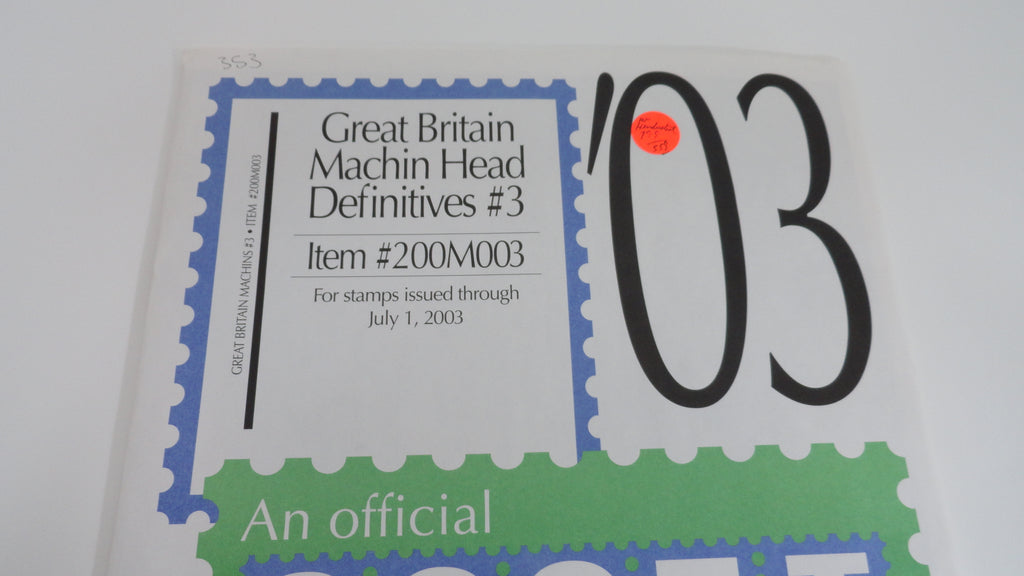 353
Great Britain
Machin Head
Definitives #3
Item #200M003
For stamps issued through
July 1, 2003
GREAT BRITAIN MACHINS #3 • ITEM #200M003
'03
An official